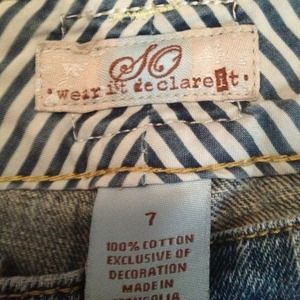 SO
• wear it declare it •
7
100% COTTON
EXCLUSIVE OF
DECORATION
MADE IN